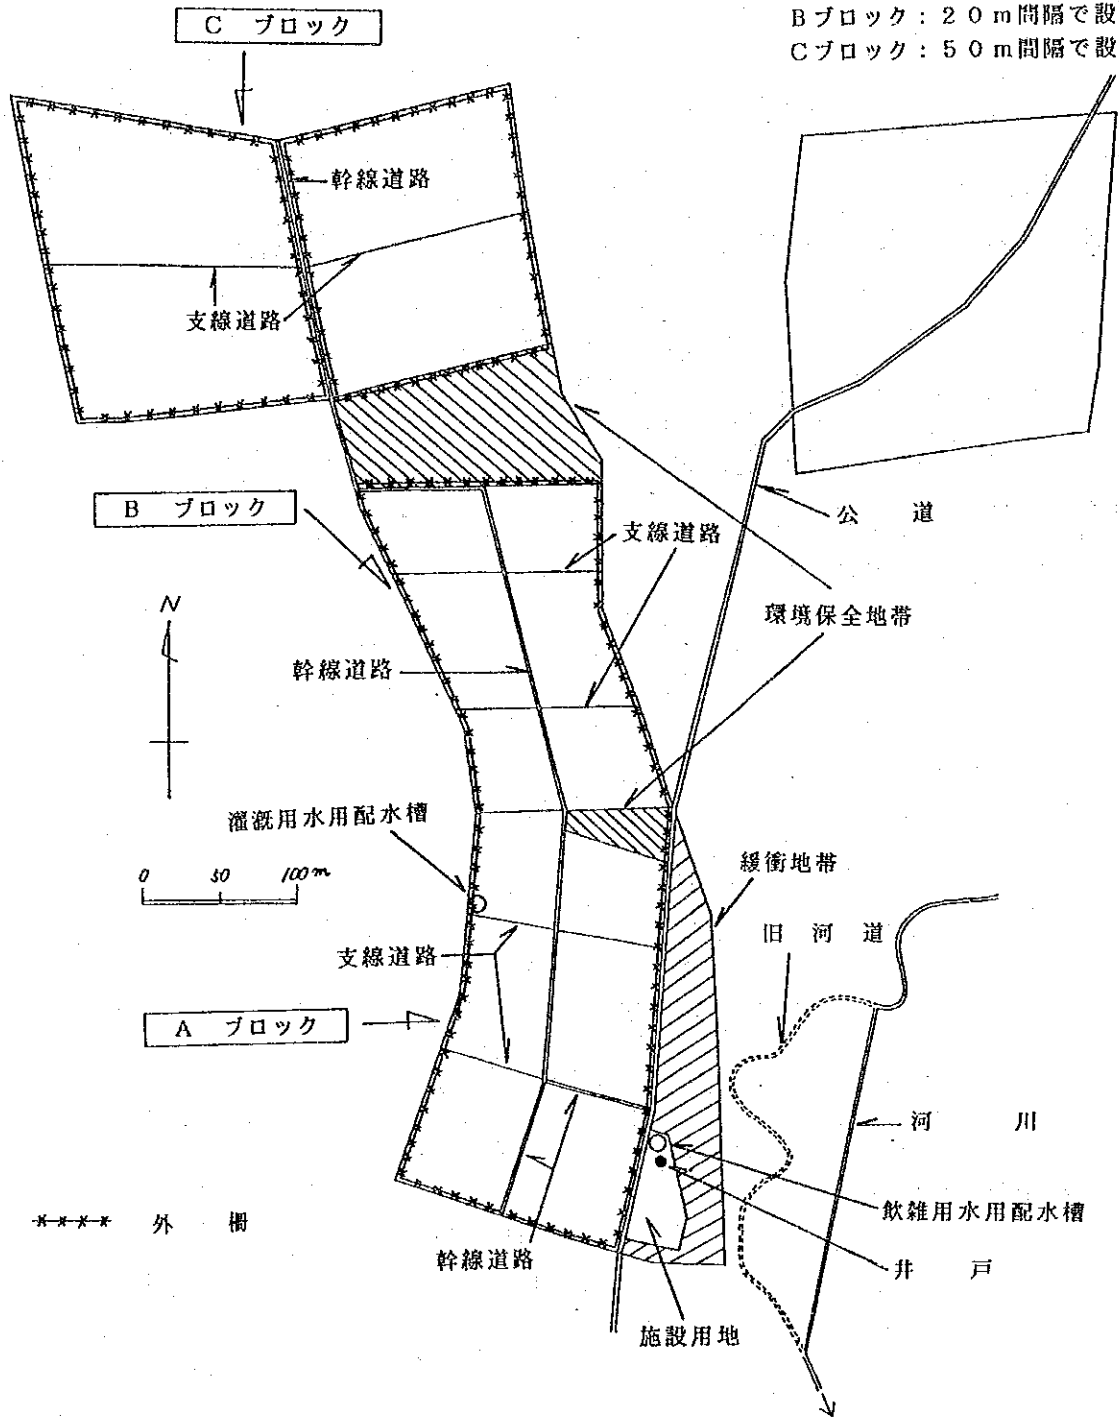 Bブロック：20m間隔で設
Cブロック：50m間隔で設
C ブロック
幹線道路
支線道路
B ブロック
公 道
支線道路
環境保全地帯
N
幹線道路
灌漑用水用配水槽
0 50 100m
緩衝地帯
旧河道
支線道路
A ブロック
河 川
飲雑用水用配水槽
外 柵
幹線道路
井 戸
施設用地